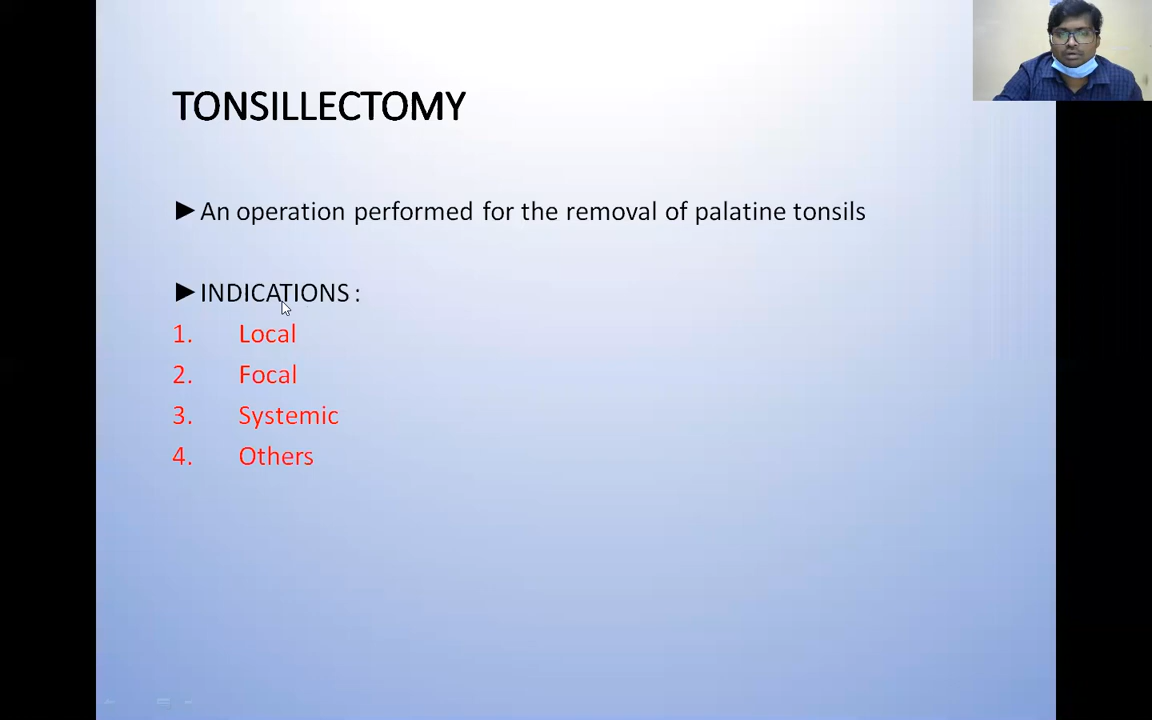 TONSILLECTOMY
►An operation performed for the removal of palatine tonsils
►INDICATIONS :
1. Local
2. Focal
3. Systemic
4. Others